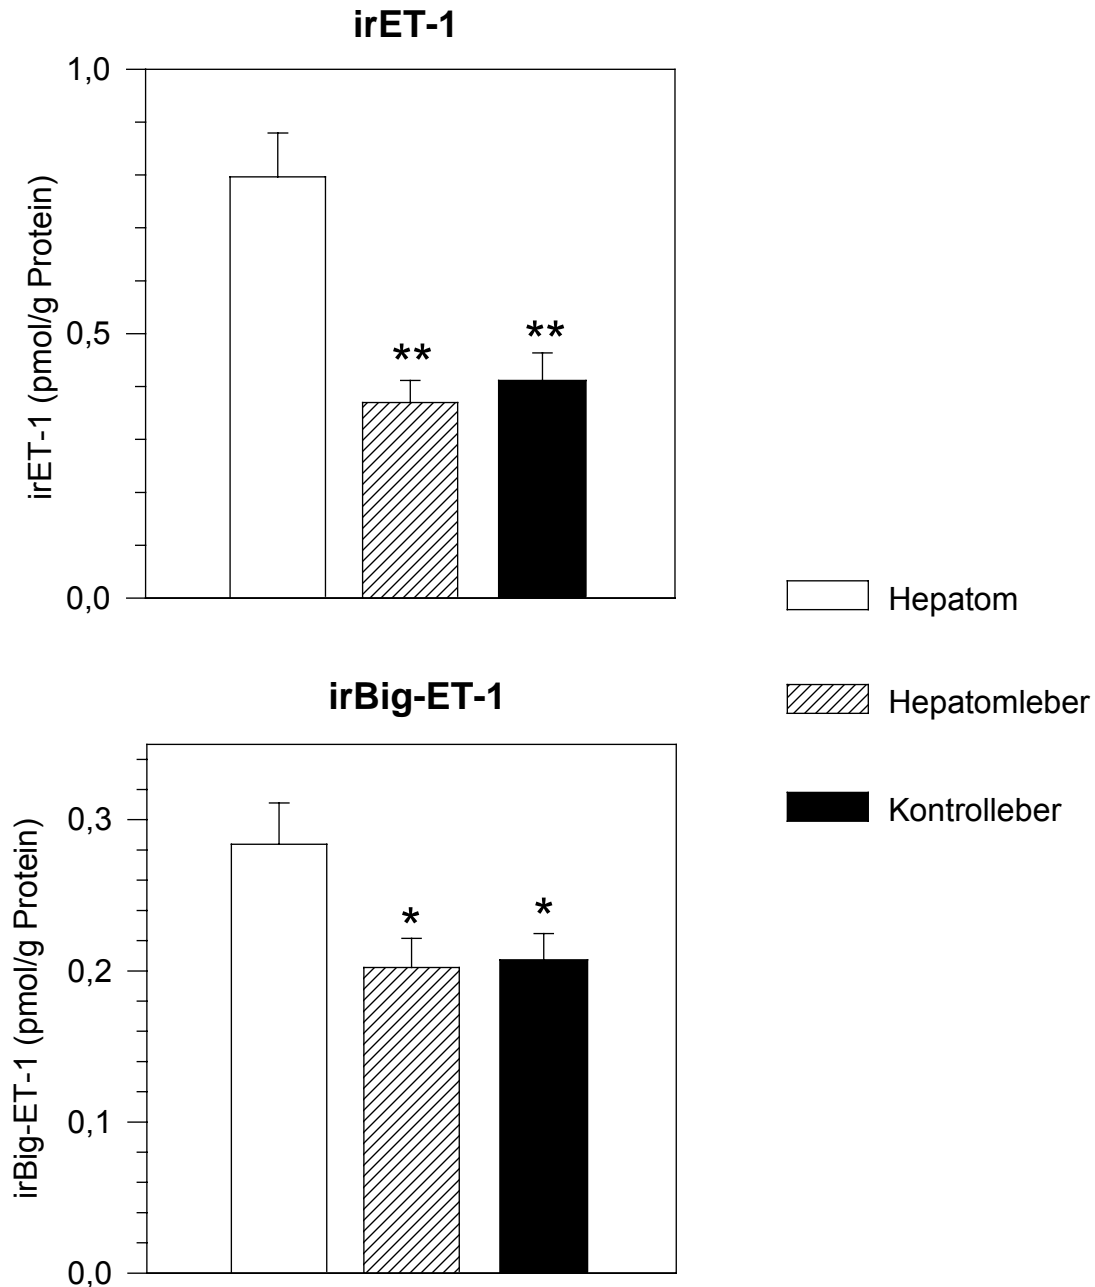 irET-1
1,0
0,5
0,0
irET-1 (pmol/g Protein)
**
**
Hepatom
Hepatomleber
Kontrolleber
irBig-ET-1
0,3
0,2
0,1
0,0
irBig-ET-1 (pmol/g Protein)
*
*